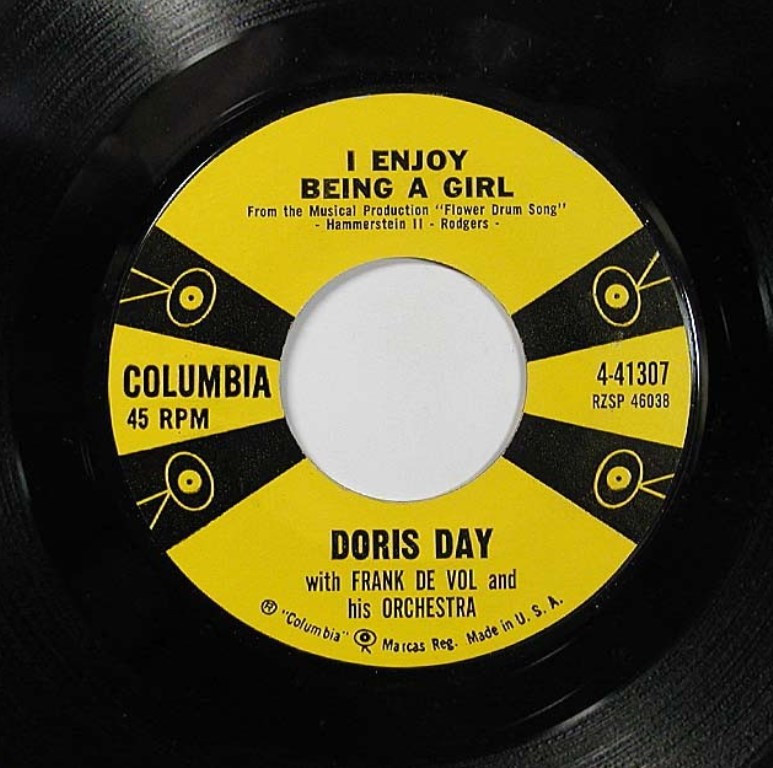 I ENJOY
BEING A GIRL
From the Musical Production "Flower Drum Song"
- Hammerstein II - Rodgers -
COLUMBIA
45 RPM
4-41307
RZSP 46038
DORIS DAY
with FRANK DE VOL and
his ORCHESTRA
® "Columbia" Marcas Reg. Made in U. S. A.